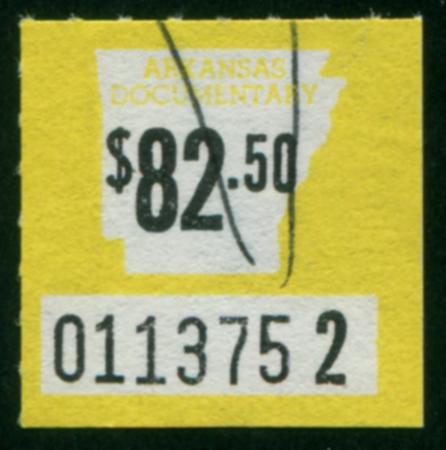 ARKANSAS
DOCUMENTARY
$82.50
011375 2